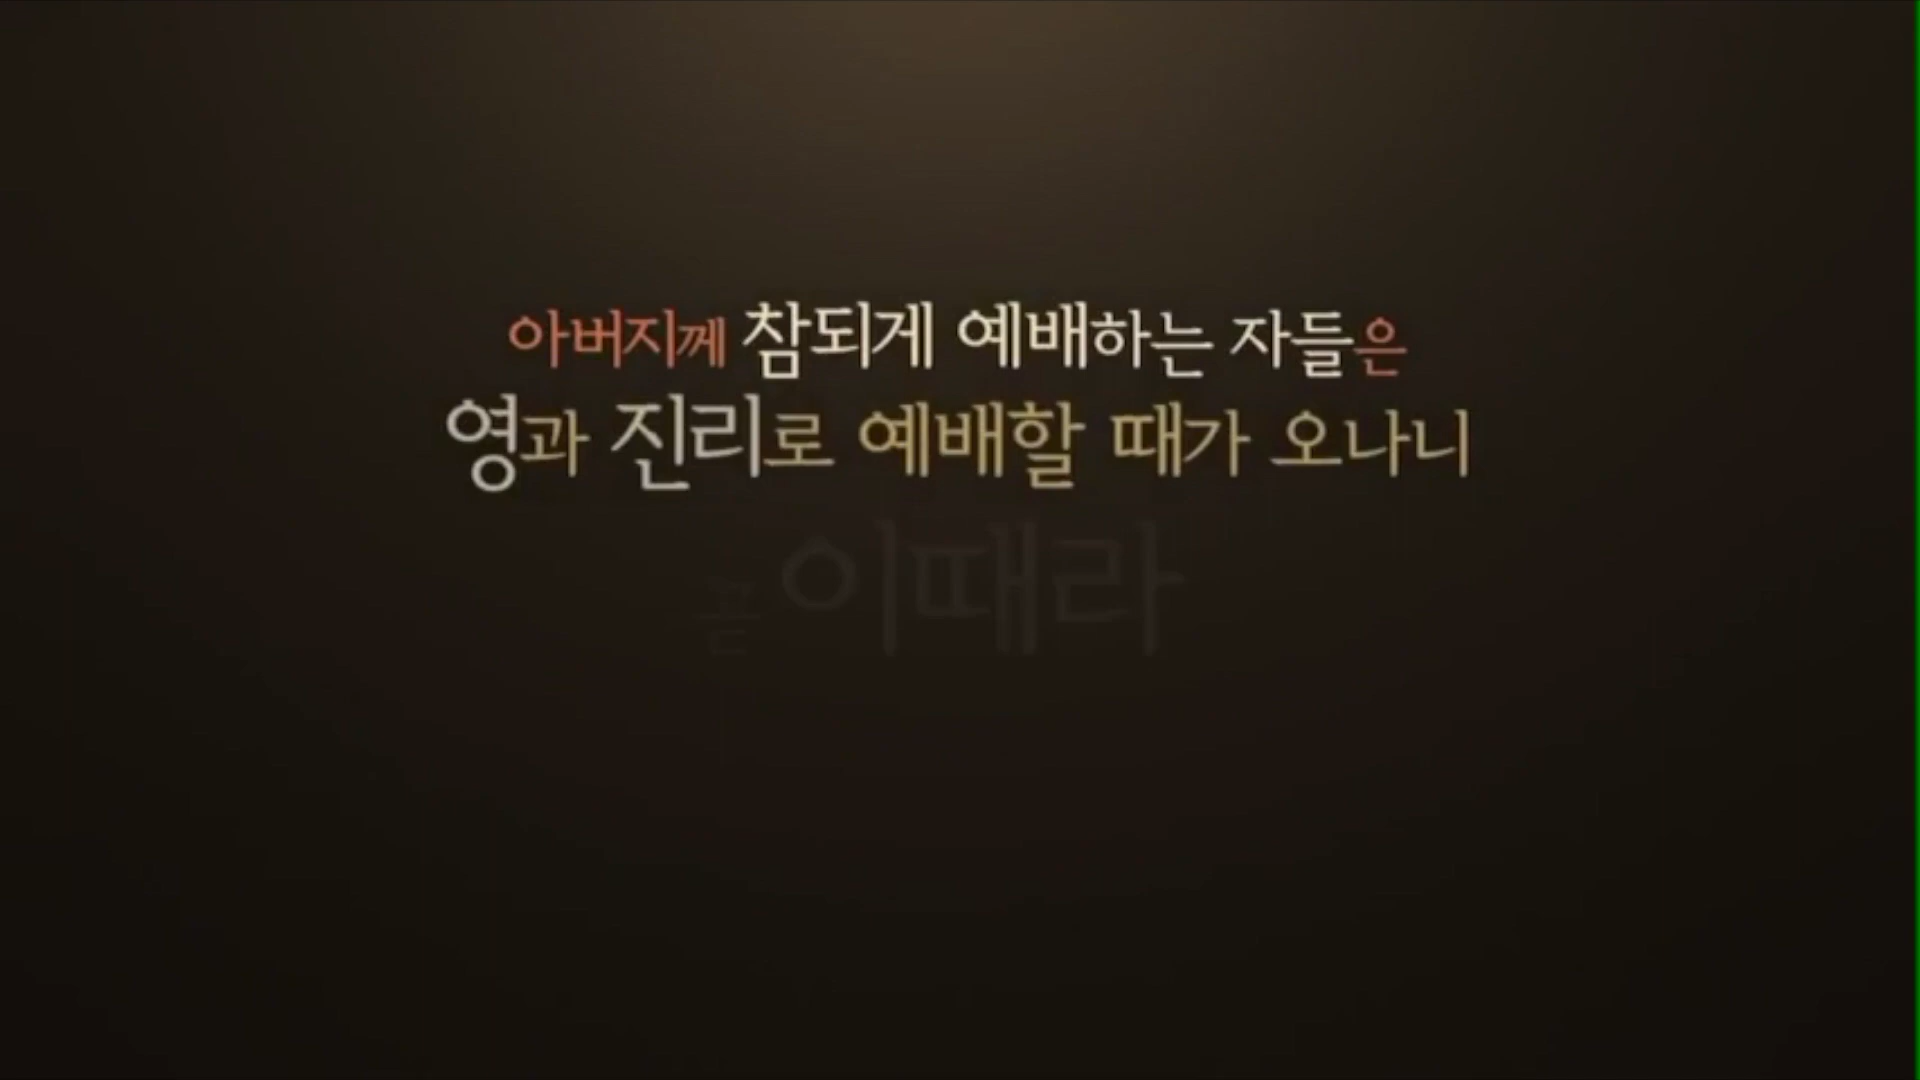 아버지께 참되게 예배하는 자들은
영과 진리로 예배할 때가 오나니
곧 이때라